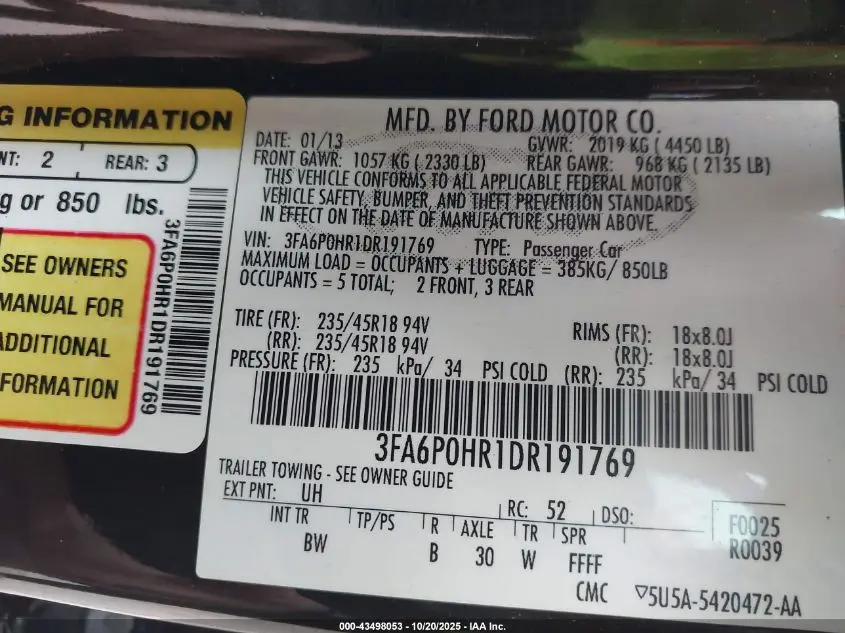 G INFORMATION
NT: 2 REAR: 3
g or 850 lbs.
SEE OWNERS
MANUAL FOR
ADDITIONAL
FORMATION
3FA6P0HR1DR191769
MFD. BY FORD MOTOR CO.
DATE: 01/13 GVWR: 2019 KG ( 4450 LB)
FRONT GAWR: 1057 KG ( 2330 LB) REAR GAWR: 968 KG ( 2135 LB)
THIS VEHICLE CONFORMS TO ALL APPLICABLE FEDERAL MOTOR
VEHICLE SAFETY, BUMPER, AND THEFT PREVENTION STANDARDS
IN EFFECT ON THE DATE OF MANUFACTURE SHOWN ABOVE.
VIN: 3FA6P0HR1DR191769 TYPE: Passenger Car
MAXIMUM LOAD = OCCUPANTS + LUGGAGE = 385KG/ 850LB
OCCUPANTS = 5 TOTAL; 2 FRONT, 3 REAR
TIRE (FR): 235/45R18 94V RIMS (FR): 18x8.0J
(RR): 235/45R18 94V (RR): 18x8.0J
PRESSURE (FR): 235 kPa/ 34 PSI COLD (RR): 235 kPa/ 34 PSI COLD
3FA6P0HR1DR191769
TRAILER TOWING - SEE OWNER GUIDE
EXT PNT: UH RC: 52 DSO: F0025
INT TR TP/PS R AXLE TR SPR R0039
BW B 30 W FFFF
CMC ▽5U5A-5420472-AA
000-43498053 - 10/20/2025 - IAA Inc.